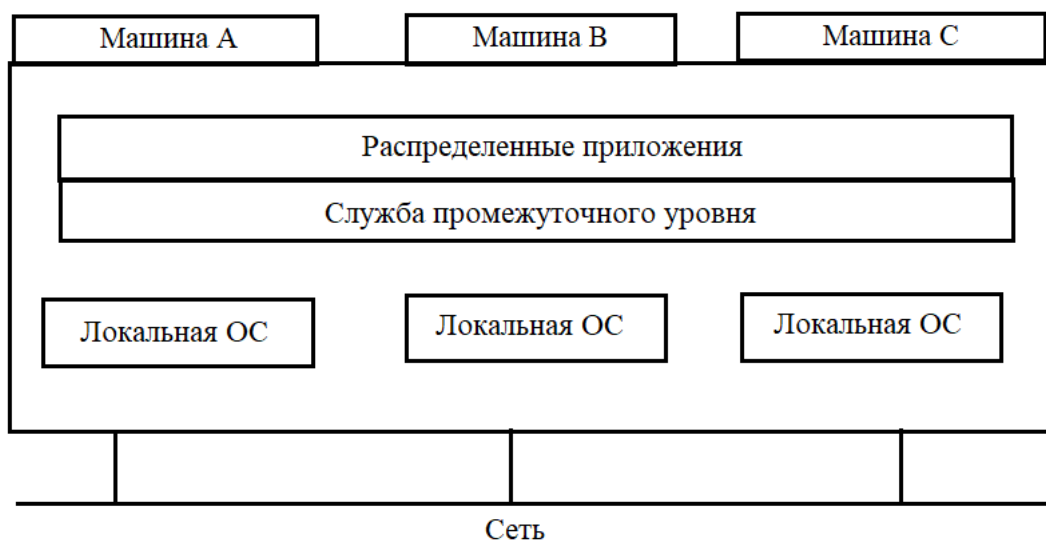 Машина А
Машина В
Машина С
Распределенные приложения
Служба промежуточного уровня
Локальная ОС
Локальная ОС
Локальная ОС
Сеть